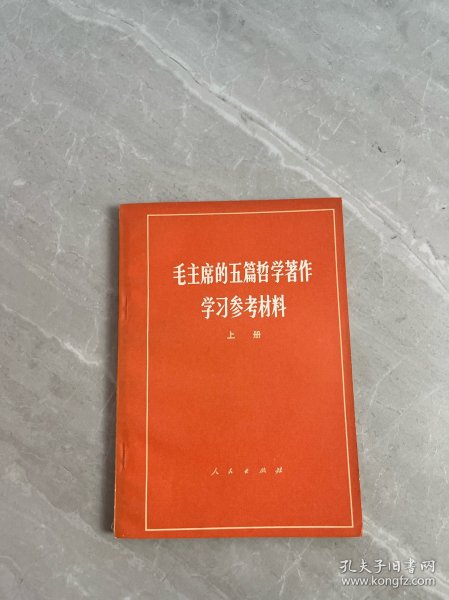 毛主席的五篇哲学著作
学习参考材料
上册
人民出版社
孔夫子旧书网
www.kongfz.com